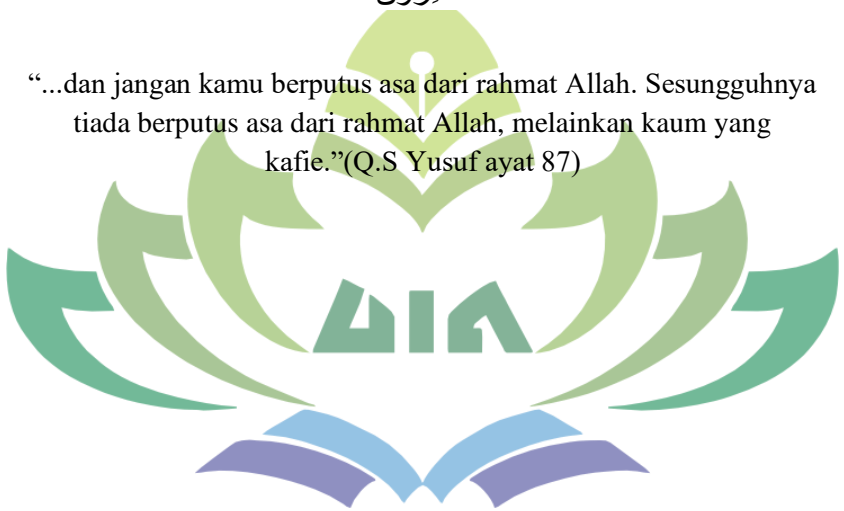 “...dan jangan kamu berputus asa dari rahmat Allah. Sesungguhnya
tiada berputus asa dari rahmat Allah, melainkan kaum yang
kafie.”(Q.S Yusuf ayat 87)
UIN